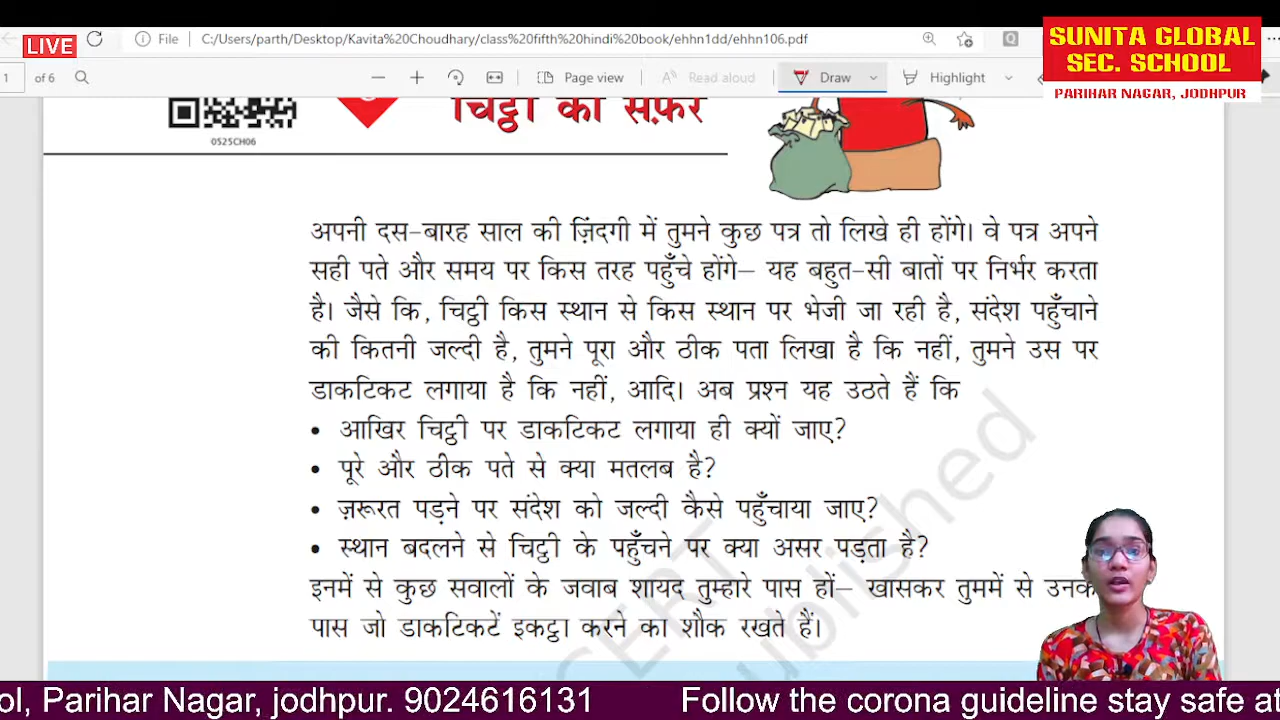 LIVE
File C:/Users/parth/Desktop/Kavita%20Choudhary/class%20fifth%20hindi%20book/ehhn1dd/ehhn106.pdf
SUNITA GLOBAL
SEC. SCHOOL
PARIHAR NAGAR, JODHPUR
1 of 6 Page view Read aloud Draw Highlight
चिट्ठी का सफ़र
0525CH06
अपनी दस-बारह साल की ज़िंदगी में तुमने कुछ पत्र तो लिखे ही होंगे। वे पत्र अपने
सही पते और समय पर किस तरह पहुँचे होंगे– यह बहुत-सी बातों पर निर्भर करता
है। जैसे कि, चिट्ठी किस स्थान से किस स्थान पर भेजी जा रही है, संदेश पहुँचाने
की कितनी जल्दी है, तुमने पूरा और ठीक पता लिखा है कि नहीं, तुमने उस पर
डाकटिकट लगाया है कि नहीं, आदि। अब प्रश्न यह उठते हैं कि
• आखिर चिट्ठी पर डाकटिकट लगाया ही क्यों जाए?
• पूरे और ठीक पते से क्या मतलब है?
• ज़रूरत पड़ने पर संदेश को जल्दी कैसे पहुँचाया जाए?
• स्थान बदलने से चिट्ठी के पहुँचने पर क्या असर पड़ता है?
इनमें से कुछ सवालों के जवाब शायद तुम्हारे पास हों– खासकर तुममें से उनके
पास जो डाकटिकटें इकट्ठा करने का शौक रखते हैं।
CERT
ublished
ol, Parihar Nagar, jodhpur. 9024616131 Follow the corona guideline stay safe at